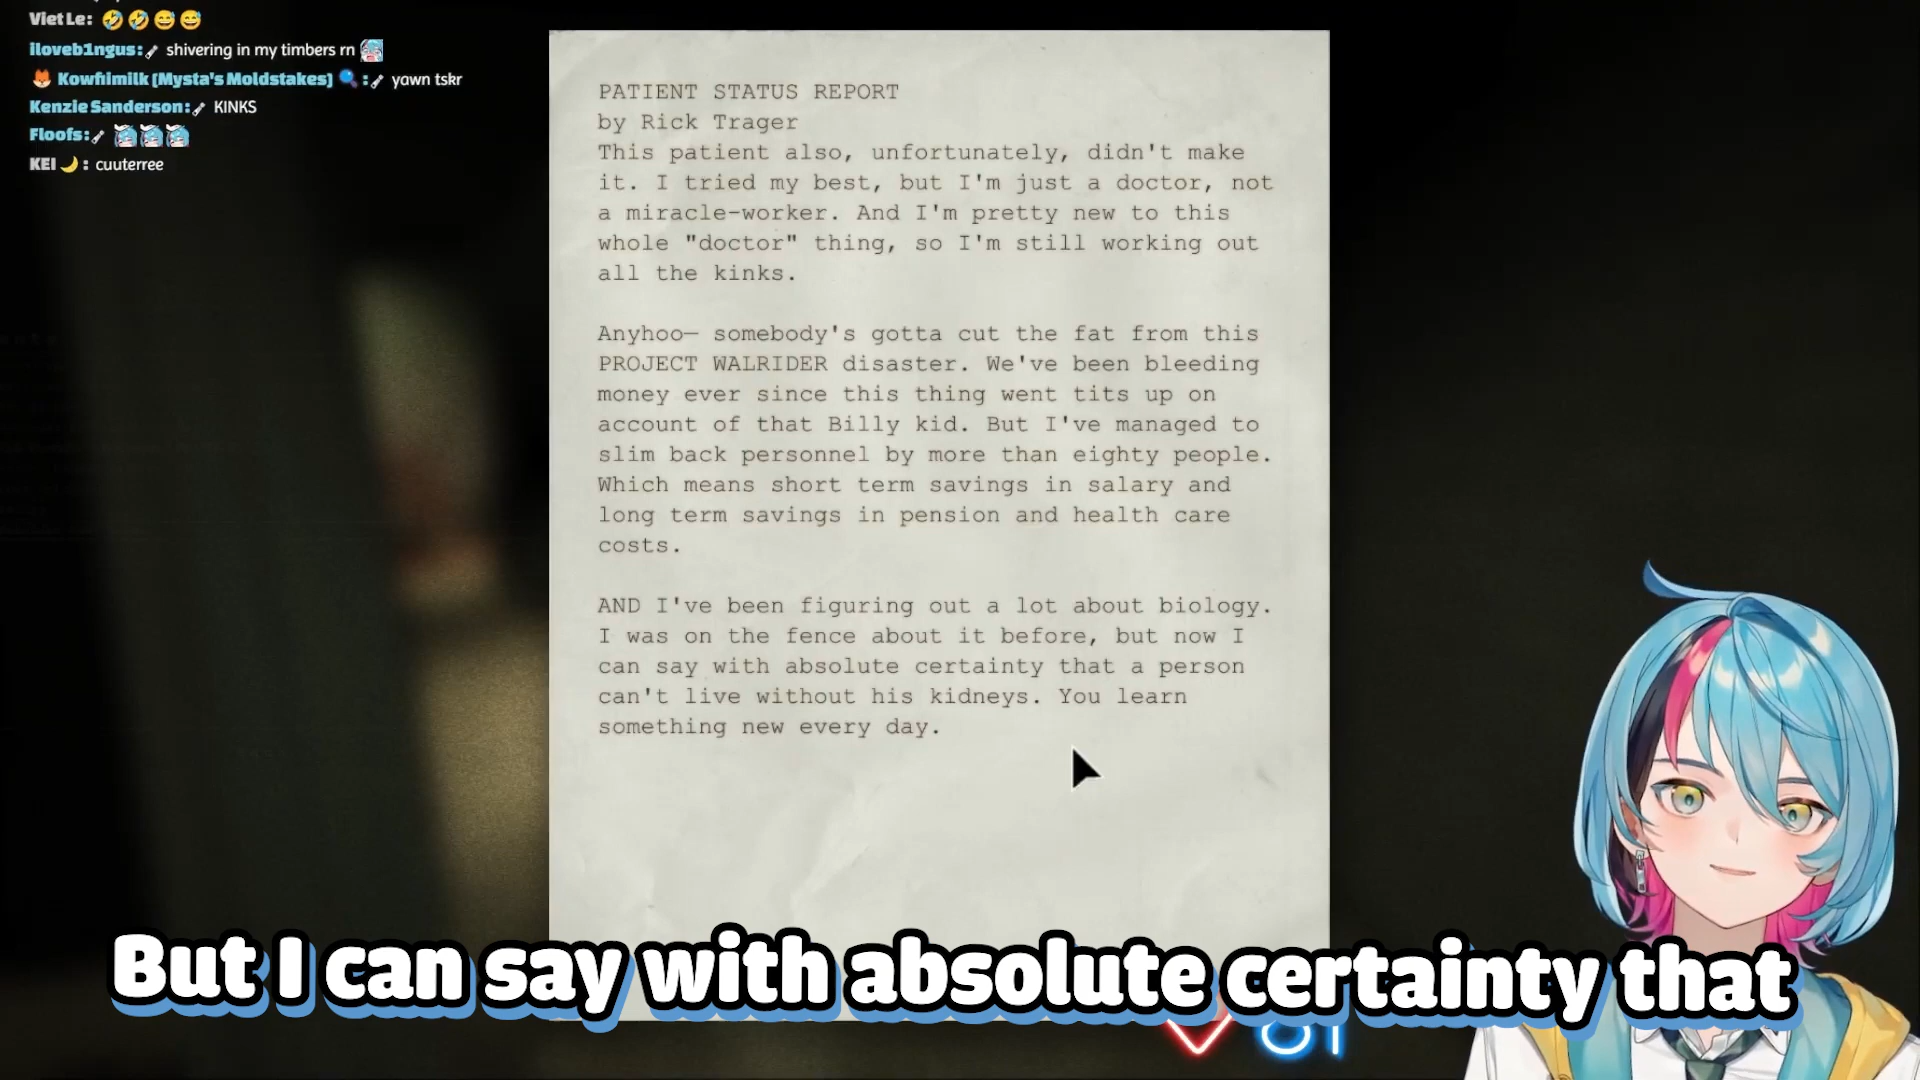 Viet Le: 🤣🤣😅😅
iloveb1ngus: shivering in my timbers rn
Kowfiimilk [Mysta's Moldstakes] 🔍: yawn tskr
Kenzie Sanderson: KINKS
Floofs:
KEI🌙: cuuterree
PATIENT STATUS REPORT
by Rick Trager
This patient also, unfortunately, didn't make
it. I tried my best, but I'm just a doctor, not
a miracle-worker. And I'm pretty new to this
whole "doctor" thing, so I'm still working out
all the kinks.
Anyhoo— somebody's gotta cut the fat from this
PROJECT WALRIDER disaster. We've been bleeding
money ever since this thing went tits up on
account of that Billy kid. But I've managed to
slim back personnel by more than eighty people.
Which means short term savings in salary and
long term savings in pension and health care
costs.
AND I've been figuring out a lot about biology.
I was on the fence about it before, but now I
can say with absolute certainty that a person
can't live without his kidneys. You learn
something new every day.
But I can say with absolute certainty that